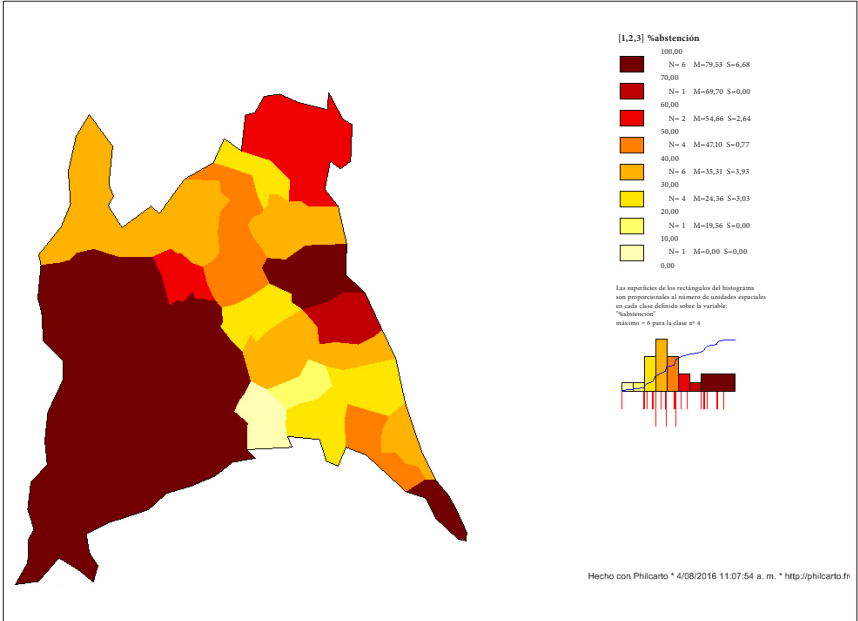 [1,2,3] %abstención
100,00
N= 6 M=79,53 S=6,68
70,00
N= 1 M=69,70 S=0,00
60,00
N= 2 M=54,66 S=2,64
50,00
N= 4 M=47,10 S=0,77
40,00
N= 6 M=35,31 S=3,93
30,00
N= 4 M=24,36 S=3,03
20,00
N= 1 M=19,56 S=0,00
10,00
N= 1 M=0,00 S=0,00
0,00
Las superficies de los rectángulos del histograma
son proporcionales al número de unidades espaciales
en cada clase definida sobre la variable:
"%abstención"
máximo = 6 para la clase nº 4
Hecho con Philcarto * 4/08/2016 11:07:54 a. m. * http://philcarto.fr